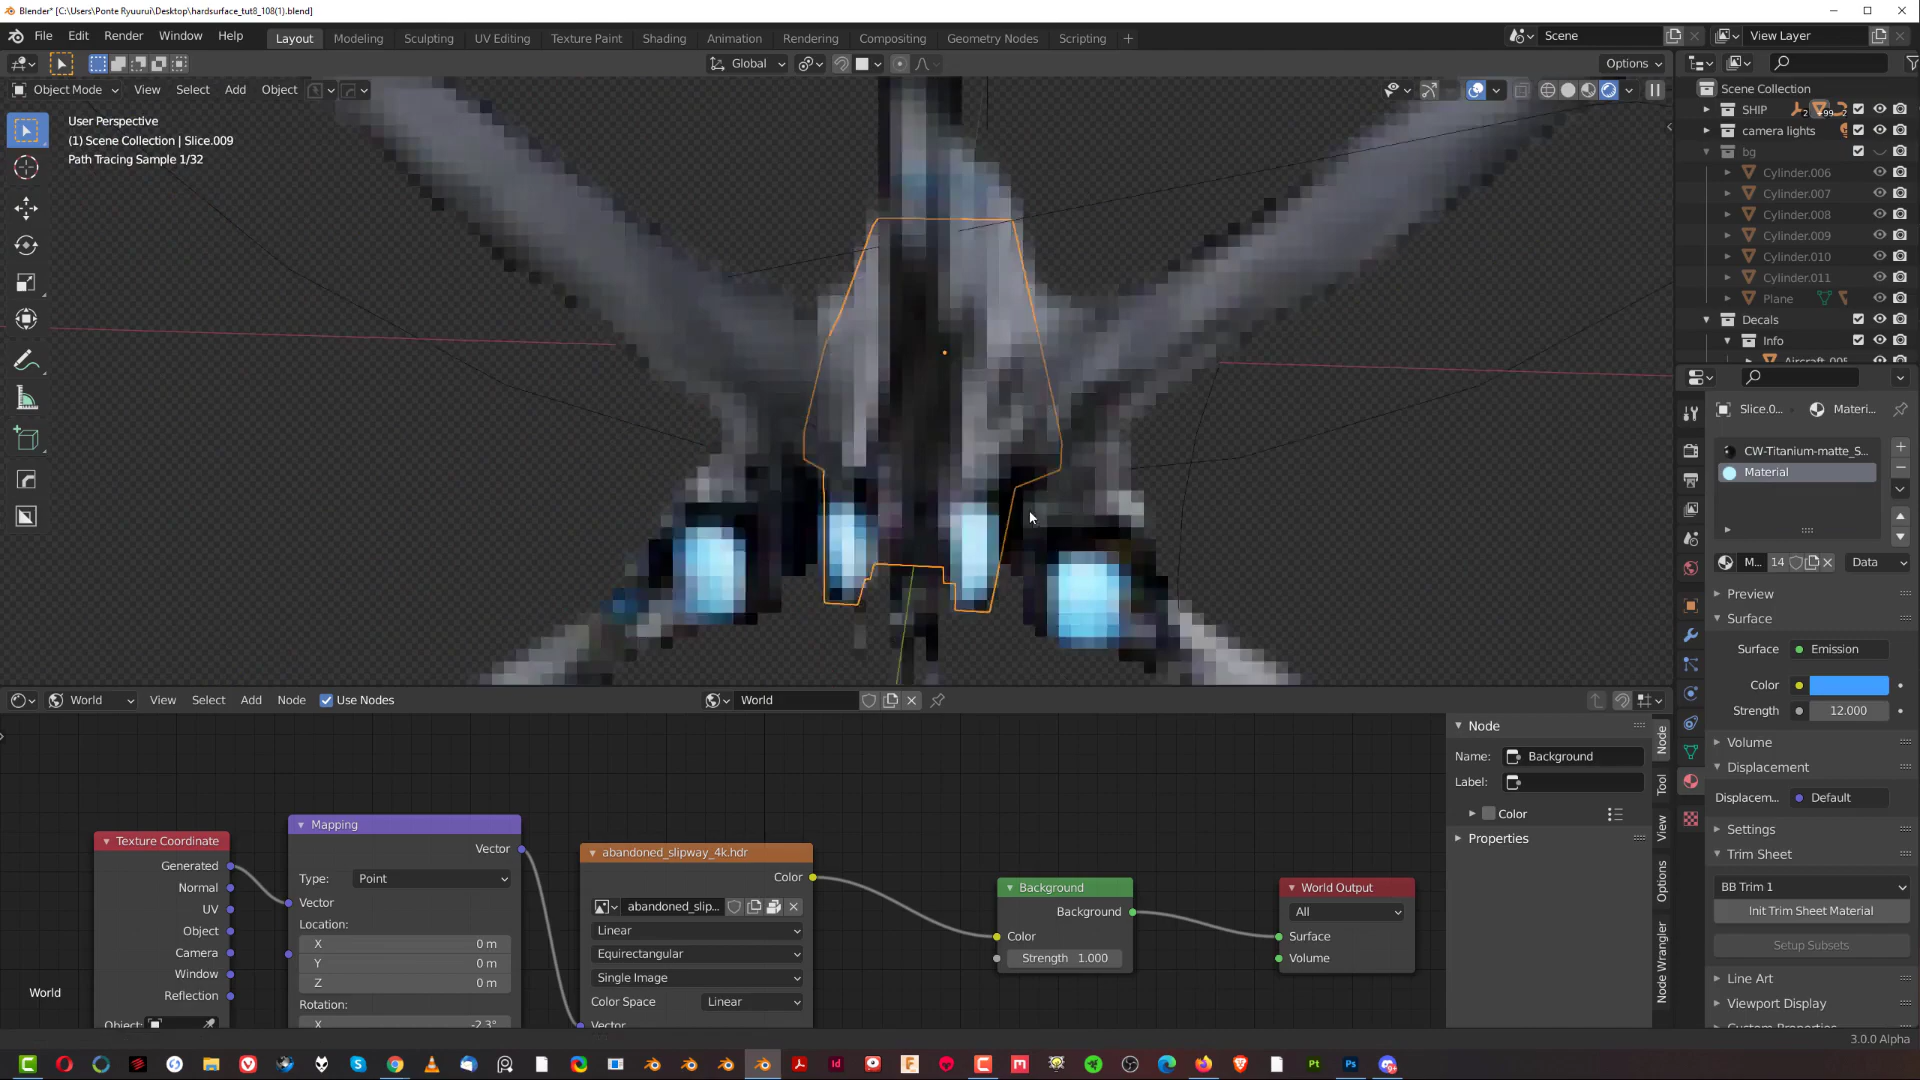 Blender* [C:\Users\Ponte Ryuurui\Desktop\hardsurface_tut8_108(1).blend]
File Edit Render Window Help
Layout Modeling Sculpting UV Editing Texture Paint Shading Animation Rendering Compositing Geometry Nodes Scripting +
Scene
View Layer
Global
Options
Object Mode View Select Add Object
User Perspective
(1) Scene Collection | Slice.009
Path Tracing Sample 1/32
Scene Collection
SHIP 2 +99 2
camera lights
bg
Cylinder.006
Cylinder.007
Cylinder.008
Cylinder.009
Cylinder.010
Cylinder.011
Plane
Decals
Info
Slice.0... Materi...
CW-Titanium-matte_S...
Material
M... 14 Data
Preview
Surface
Surface Emission
Color
Strength 12.000
Volume
Displacement
Displacem... Default
Settings
Trim Sheet
BB Trim 1
Init Trim Sheet Material
Setup Subsets
Line Art
Viewport Display
Custom Properties
World View Select Add Node Use Nodes World
Texture Coordinate
Generated
Normal
UV
Object
Camera
Window
Reflection
Object:
Mapping
Vector
Type: Point
Vector
Location:
X 0 m
Y 0 m
Z 0 m
Rotation:
X -2.3°
abandoned_slipway_4k.hdr
Color
abandoned_slip...
Linear
Equirectangular
Single Image
Color Space Linear
Vector
Background
Background
Color
Strength 1.000
World Output
All
Surface
Volume
Node
Name: Background
Label:
Color
Properties
Node
Tool
View
Options
Node Wrangler
World
3.0.0 Alpha